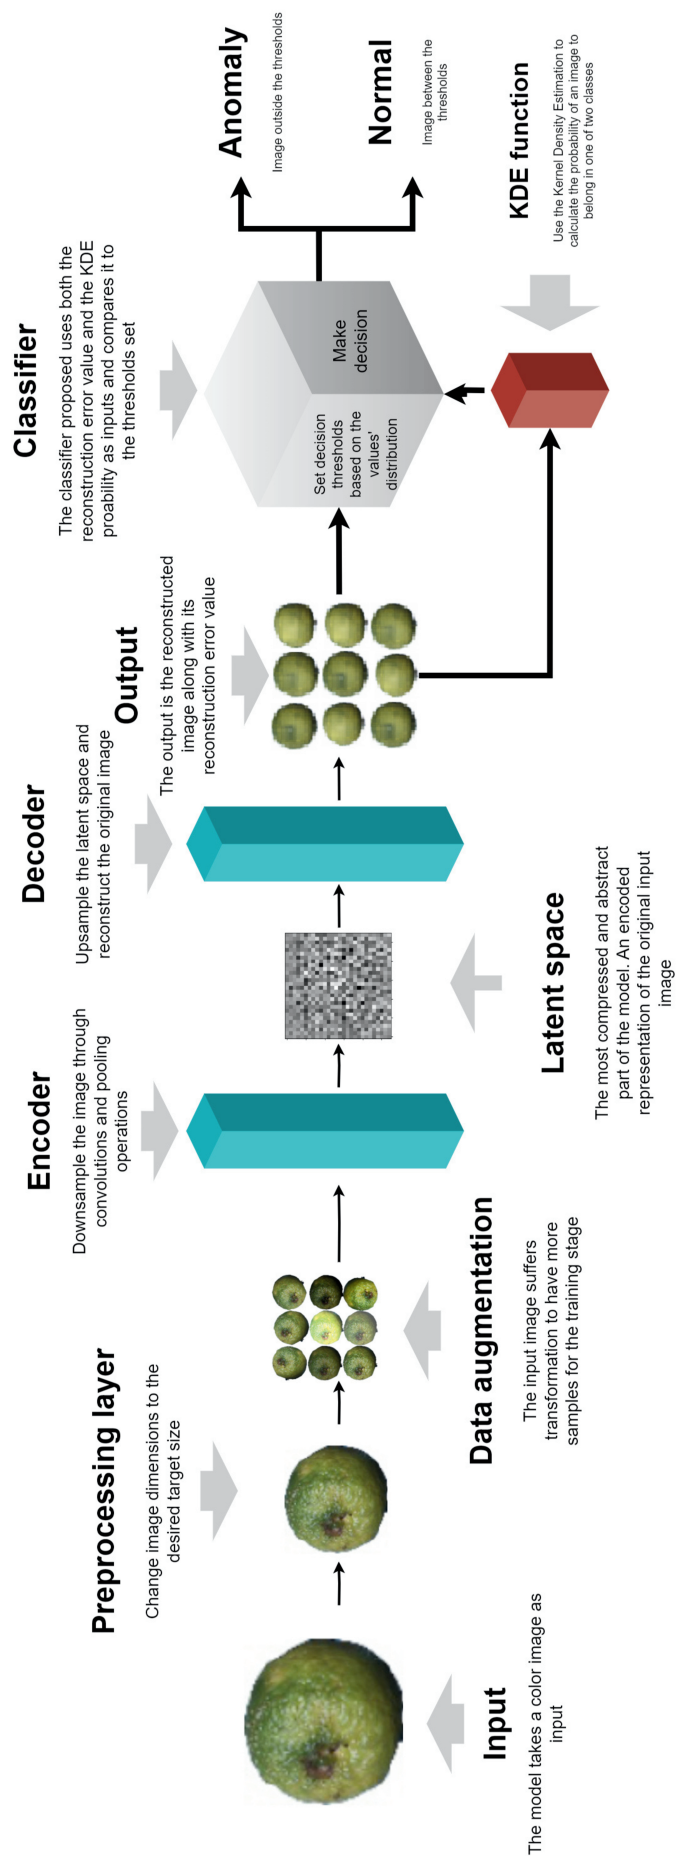 Input
The model takes a color image as
input
Preprocessing layer
Change image dimensions to the
desired target size
Data augmentation
The input image suffers
transformation to have more
samples for the training stage
Encoder
Downsample the image through
convolutions and pooling
operations
Latent space
The most compressed and abstract
part of the model. An encoded
representation of the original input
image
Decoder
Upsample the latent space and
reconstruct the original image
Output
The output is the reconstructed
image along with its
reconstruction error value
Classifier
The classifier proposed uses both the
reconstruction error value and the KDE
proability as inputs and compares it to
the thresholds set
Set decision
thresholds
based on the
values'
distribution
Make
decision
KDE function
Use the Kernel Density Estimation to
calculate the probability of an image to
belong in one of two classes
Anomaly
Image outside the thresholds
Normal
Image between the
thresholds